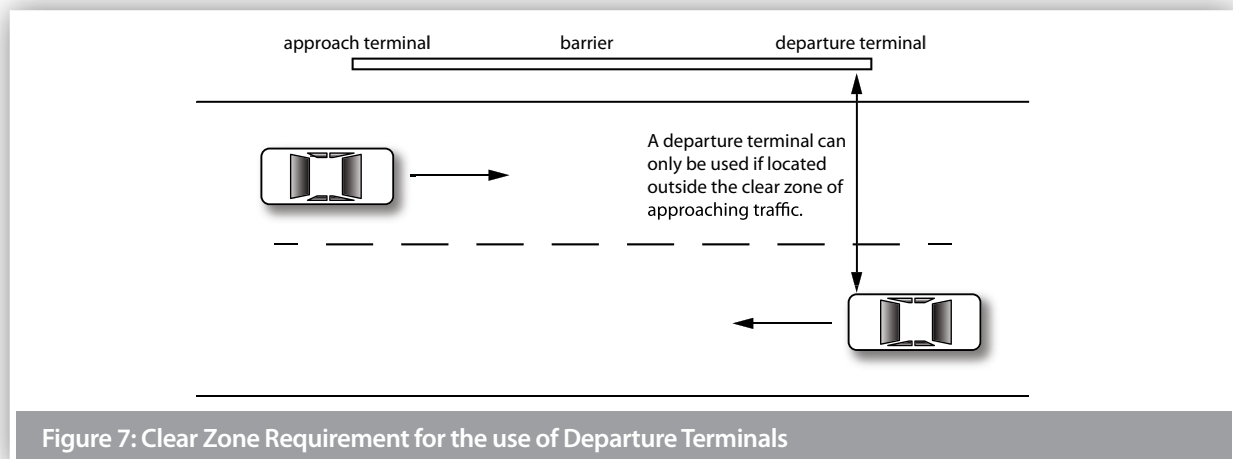 approach terminal barrier departure terminal
A departure terminal can
only be used if located
outside the clear zone of
approaching traffic.
Figure 7: Clear Zone Requirement for the use of Departure Terminals